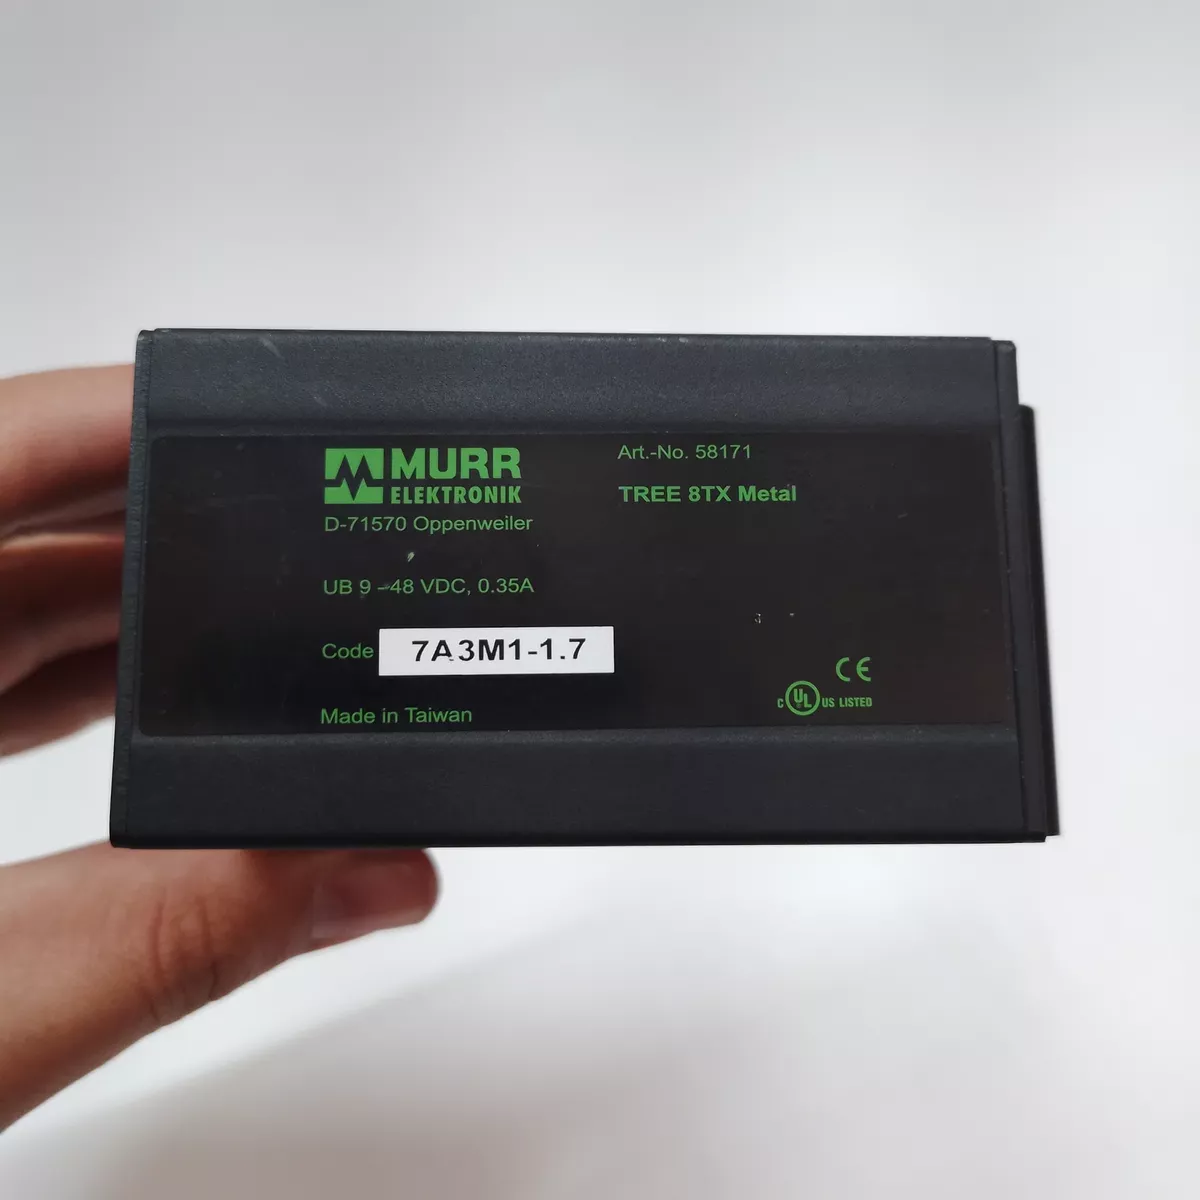 MURR
ELEKTRONIK
D-71570 Oppenweiler
Art.-No. 58171
TREE 8TX Metal
UB 9 –48 VDC, 0.35A
Code 7A3M1-1.7
Made in Taiwan
CE
C UL US LISTED